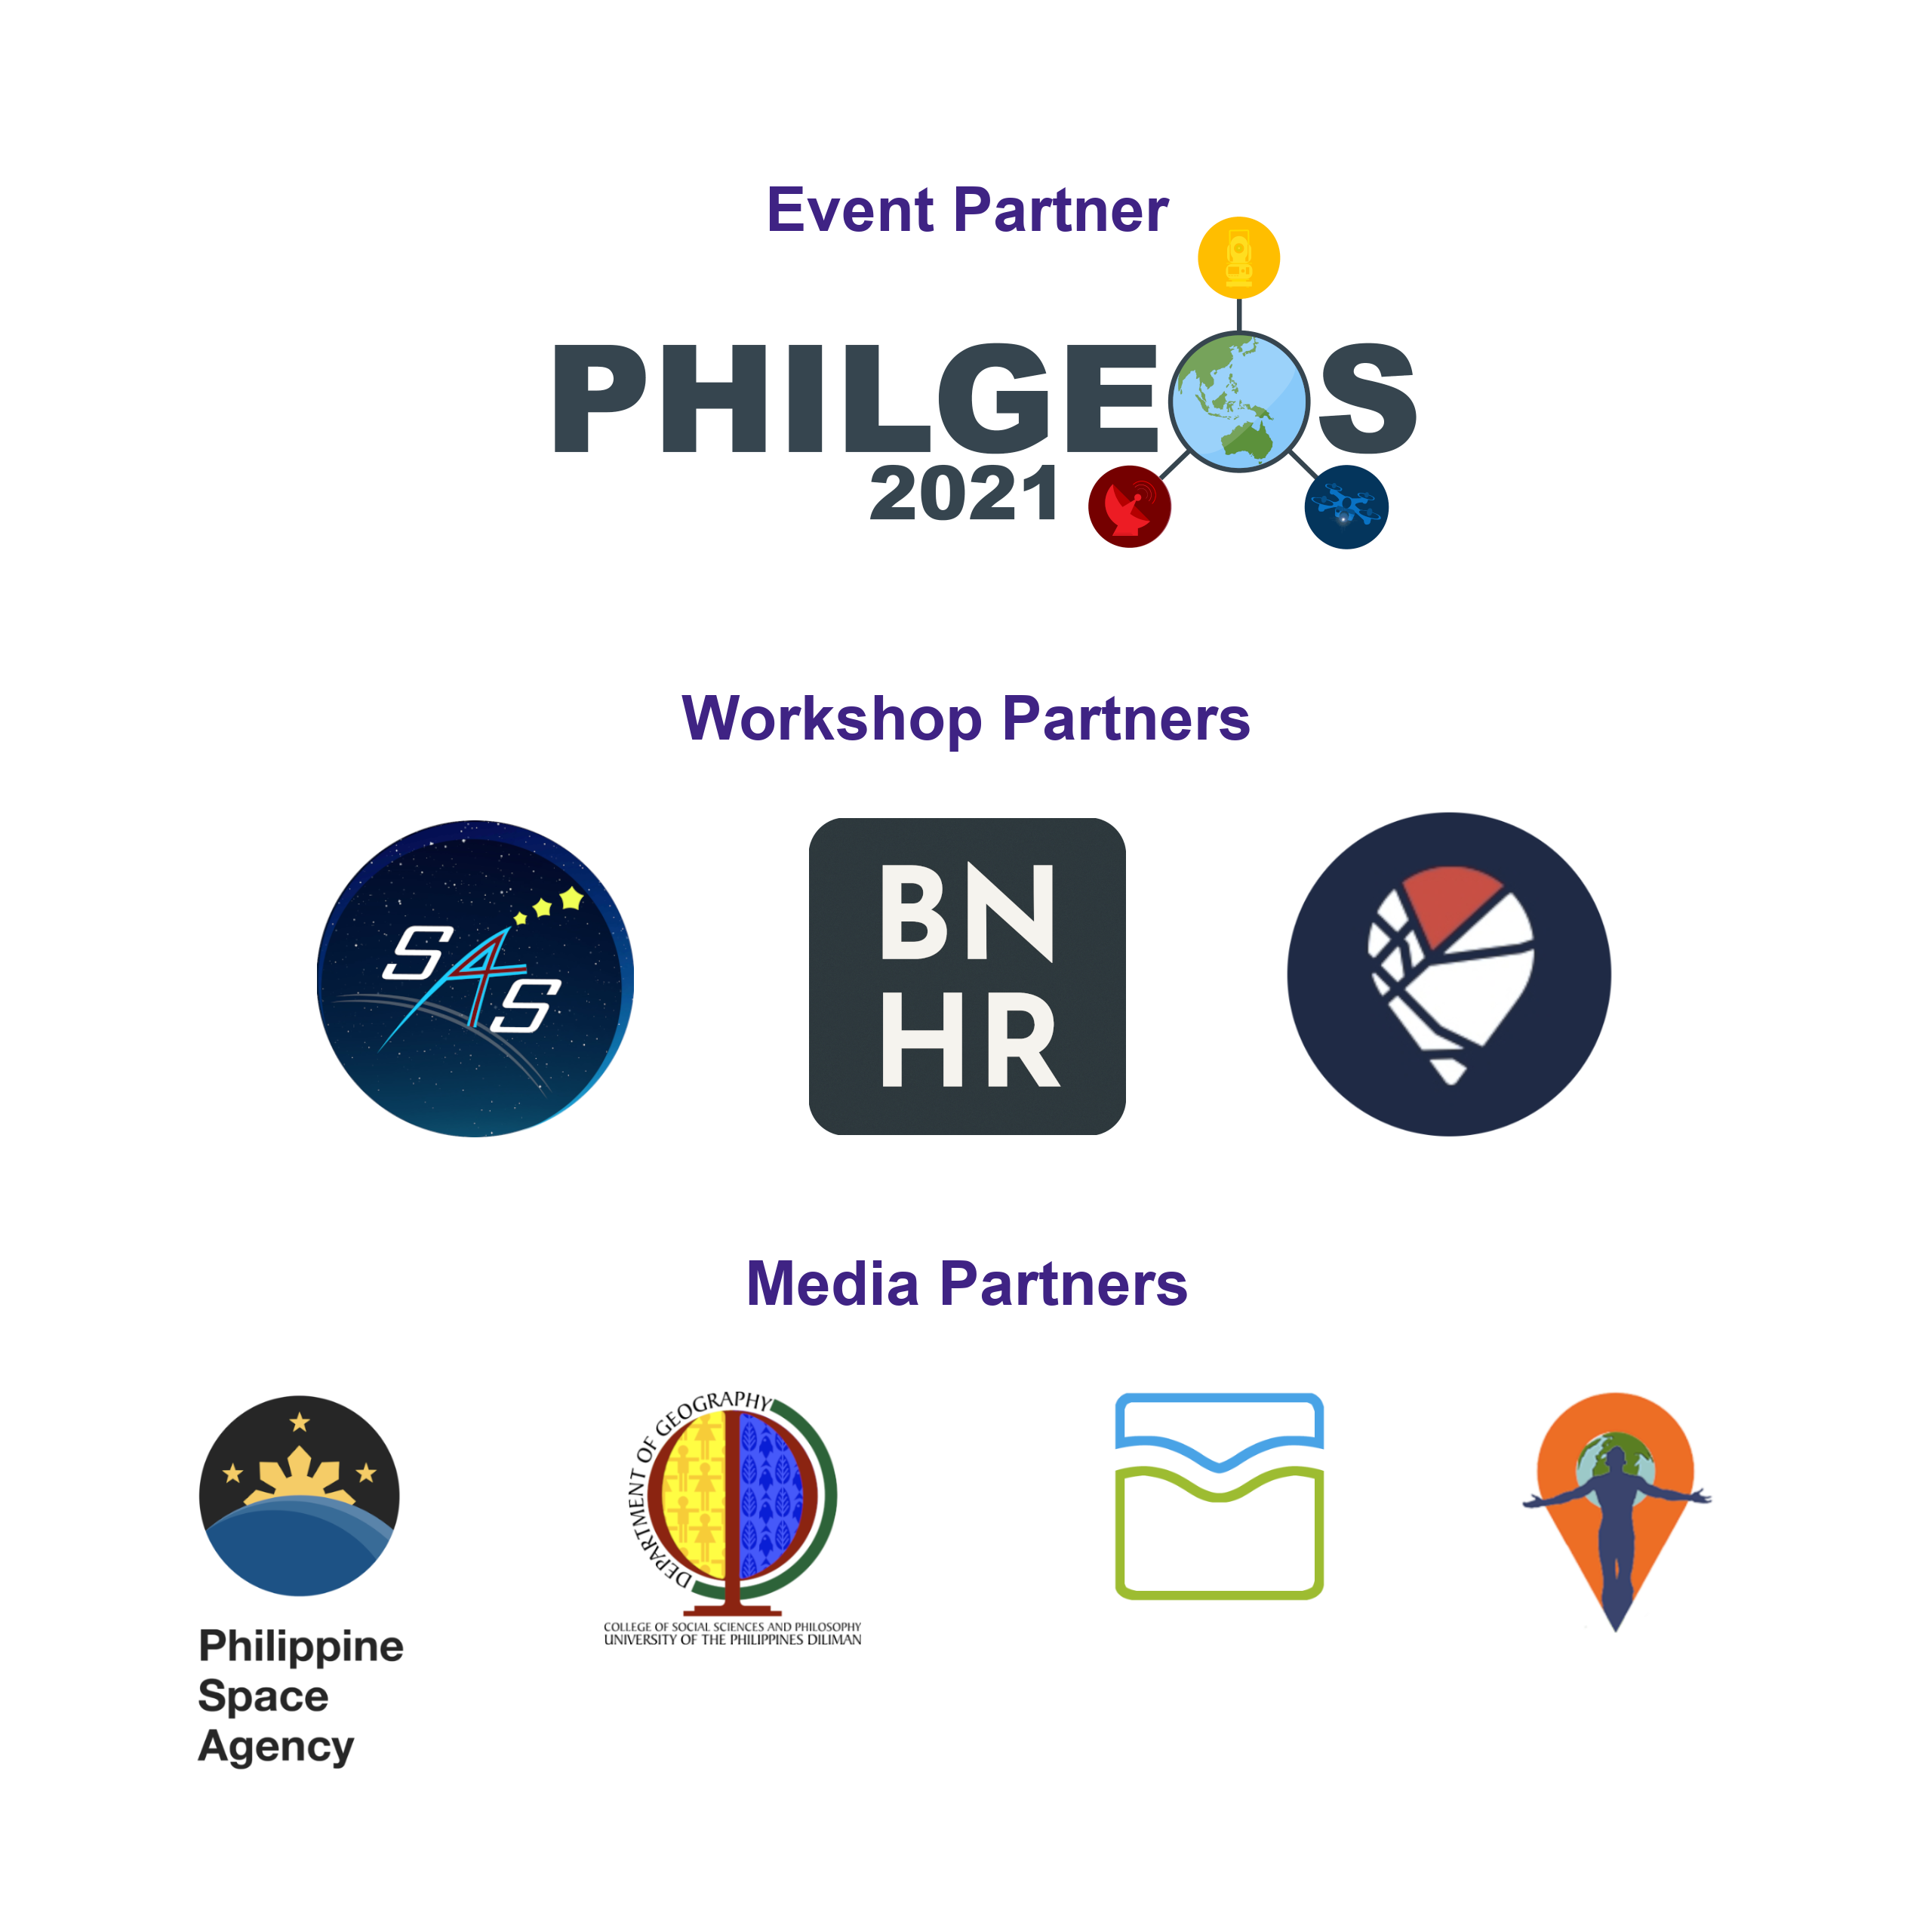 Event Partner
PHILGEOS
2021
Workshop Partners
S4S
BN
HR
Media Partners
DEPARTMENT OF GEOGRAPHY
COLLEGE OF SOCIAL SCIENCES AND PHILOSOPHY
UNIVERSITY OF THE PHILIPPINES DILIMAN
Philippine
Space
Agency